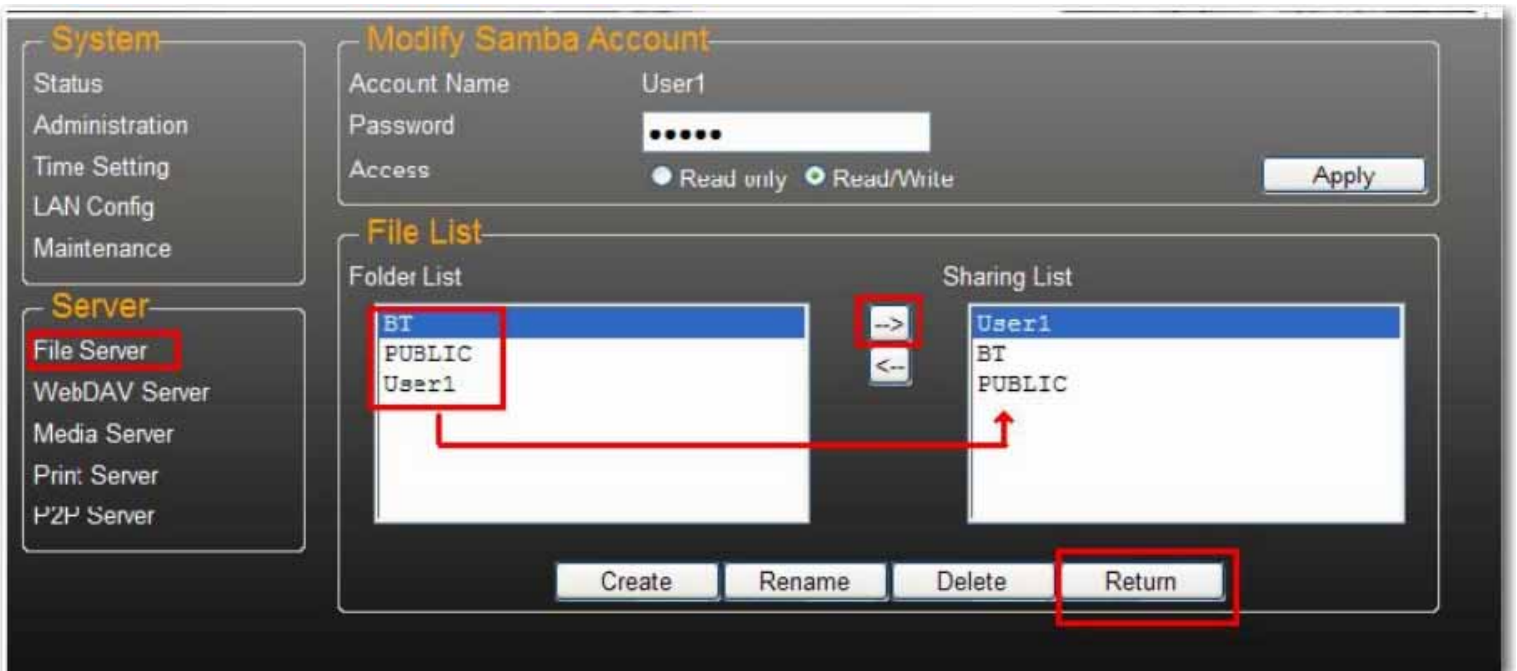 System
Status
Administration
Time Setting
LAN Config
Maintenance
Server
File Server
WebDAV Server
Media Server
Print Server
P2P Server
Modify Samba Account
Account Name User1
Password •••••
Access Read only Read/Write Apply
File List
Folder List
BT
PUBLIC
User1
-->
<--
Sharing List
User1
BT
PUBLIC
Create Rename Delete Return